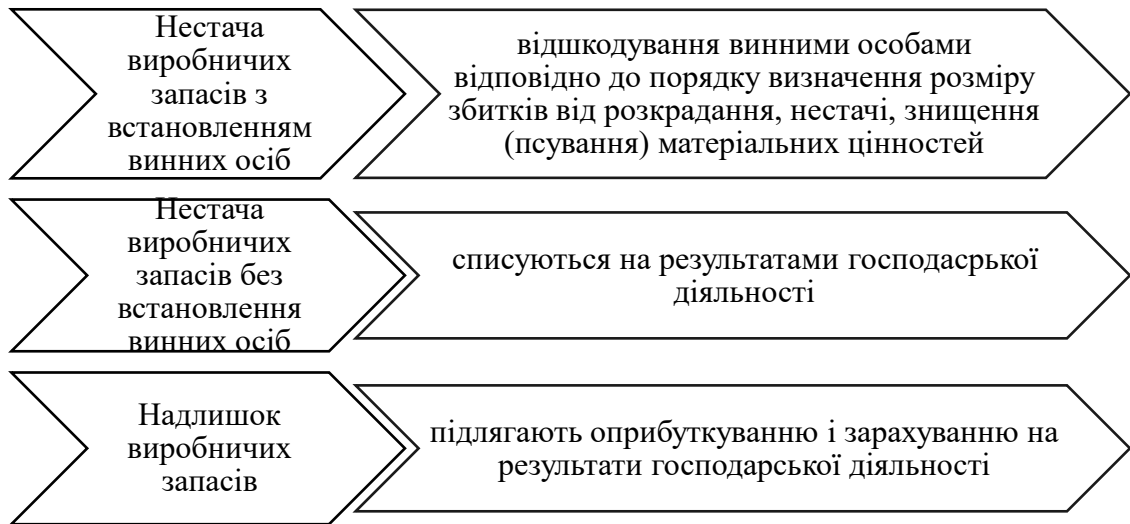 Нестача
виробничих
запасів з
встановленням
винних осіб
відшкодування винними особами
відповідно до порядку визначення розміру
збитків від розкрадання, нестачі, знищення
(псування) матеріальних цінностей
Нестача
виробничих
запасів без
встановлення
винних осіб
списуються на результатами господасрької
діяльності
Надлишок
виробничих
запасів
підлягають оприбуткуванню і зарахуванню на
результати господарської діяльності